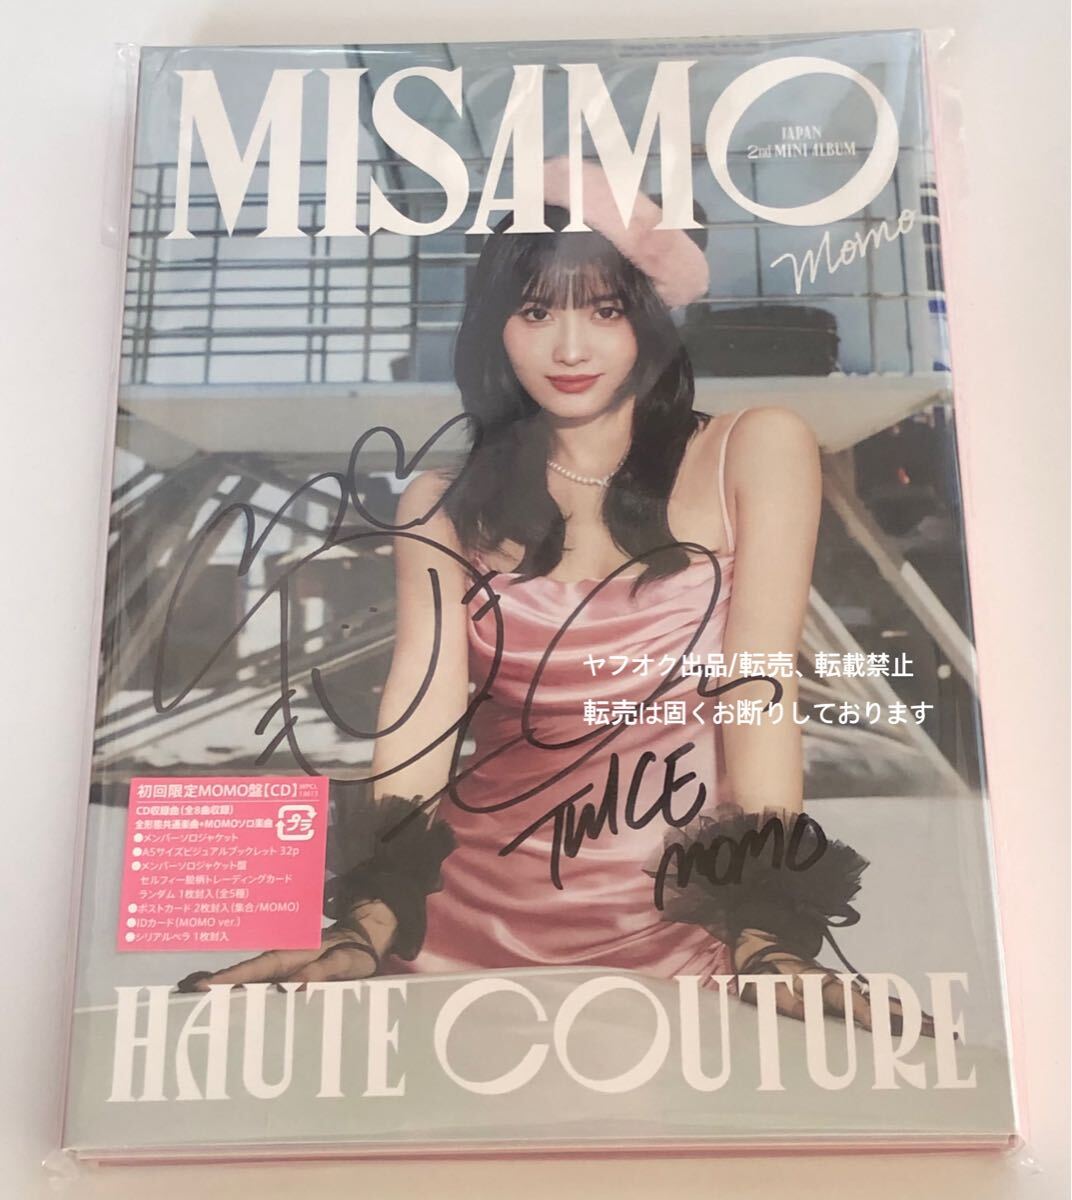 MISAMO
JAPAN
2nd MINI ALBUM
Momo
ヤフオク出品/転売、転載禁止
転売は固くお断りしております
TWICE
MOMO
初回限定MOMO盤【CD】
WPCL
13613
CD収録曲（全8曲収録）
全形態共通楽曲+MOMOソロ楽曲
プラ
●メンバーソロジャケット
●A5サイズビジュアルブックレット 32p
●メンバーソロジャケット盤
セルフィー絵柄トレーディングカード
ランダム 1枚封入（全5種）
●ポストカード 2枚封入（集合/MOMO）
●IDカード（MOMO ver.）
●シリアルペラ 1枚封入
HAUTE COUTURE